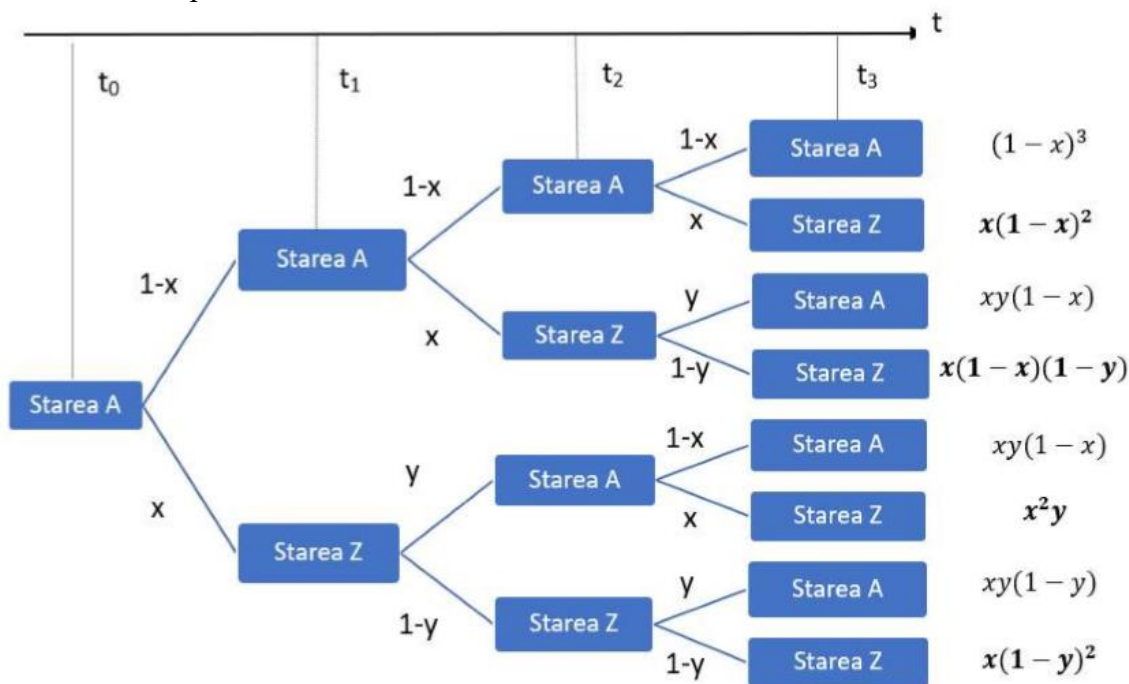 t
t₀ t₁ t₂ t₃
1-x Starea A (1 − x)³
1-x Starea A
x Starea Z x(1 − x)²
Starea A
1-x
y Starea A xy(1 − x)
x Starea Z
1-y Starea Z x(1 − x)(1 − y)
Starea A
1-x Starea A xy(1 − x)
y Starea A
x
x Starea Z x²y
Starea Z
y Starea A xy(1 − y)
1-y Starea Z
1-y Starea Z x(1 − y)²